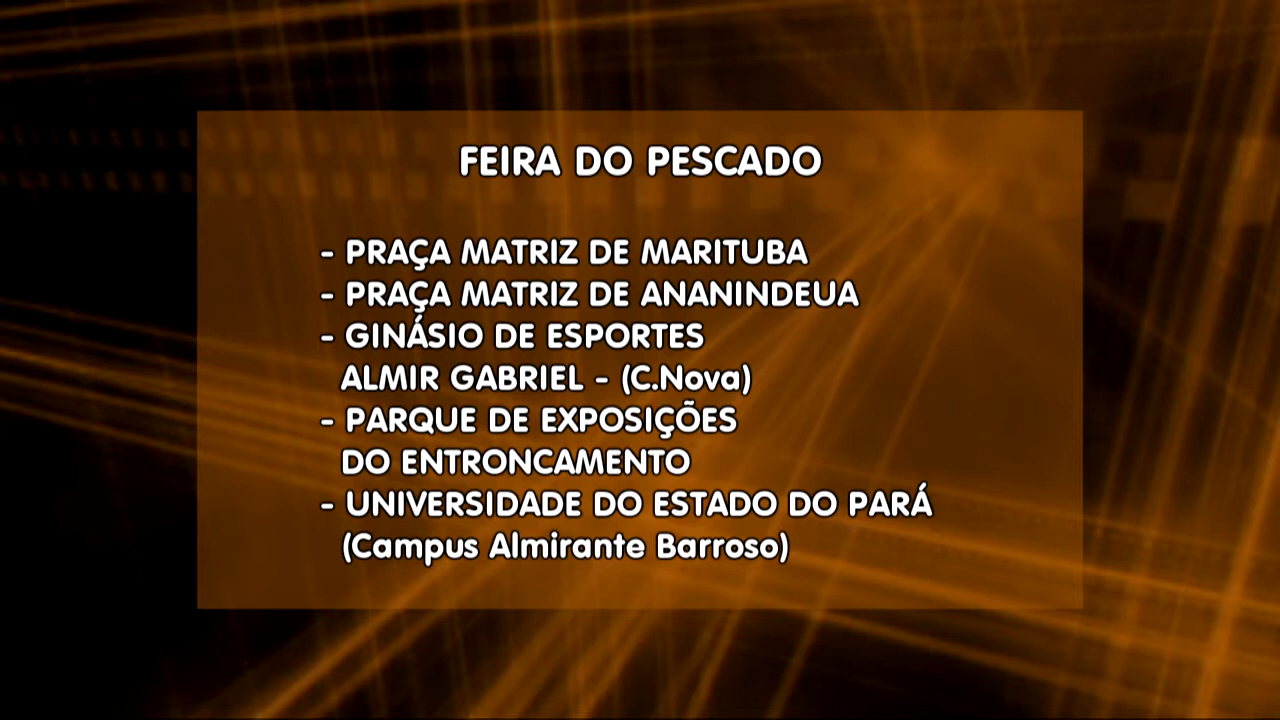 FEIRA DO PESCADO
- PRAÇA MATRIZ DE MARITUBA
- PRAÇA MATRIZ DE ANANINDEUA
- GINÁSIO DE ESPORTES
ALMIR GABRIEL - (C.Nova)
- PARQUE DE EXPOSIÇÕES
DO ENTRONCAMENTO
- UNIVERSIDADE DO ESTADO DO PARÁ
(Campus Almirante Barroso)